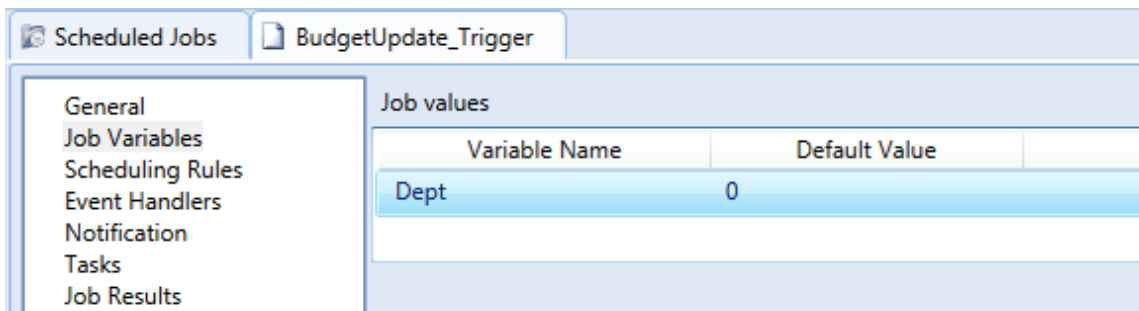 Scheduled Jobs BudgetUpdate_Trigger
General
Job Variables
Scheduling Rules
Event Handlers
Notification
Tasks
Job Results
Job values
Variable Name Default Value
Dept 0